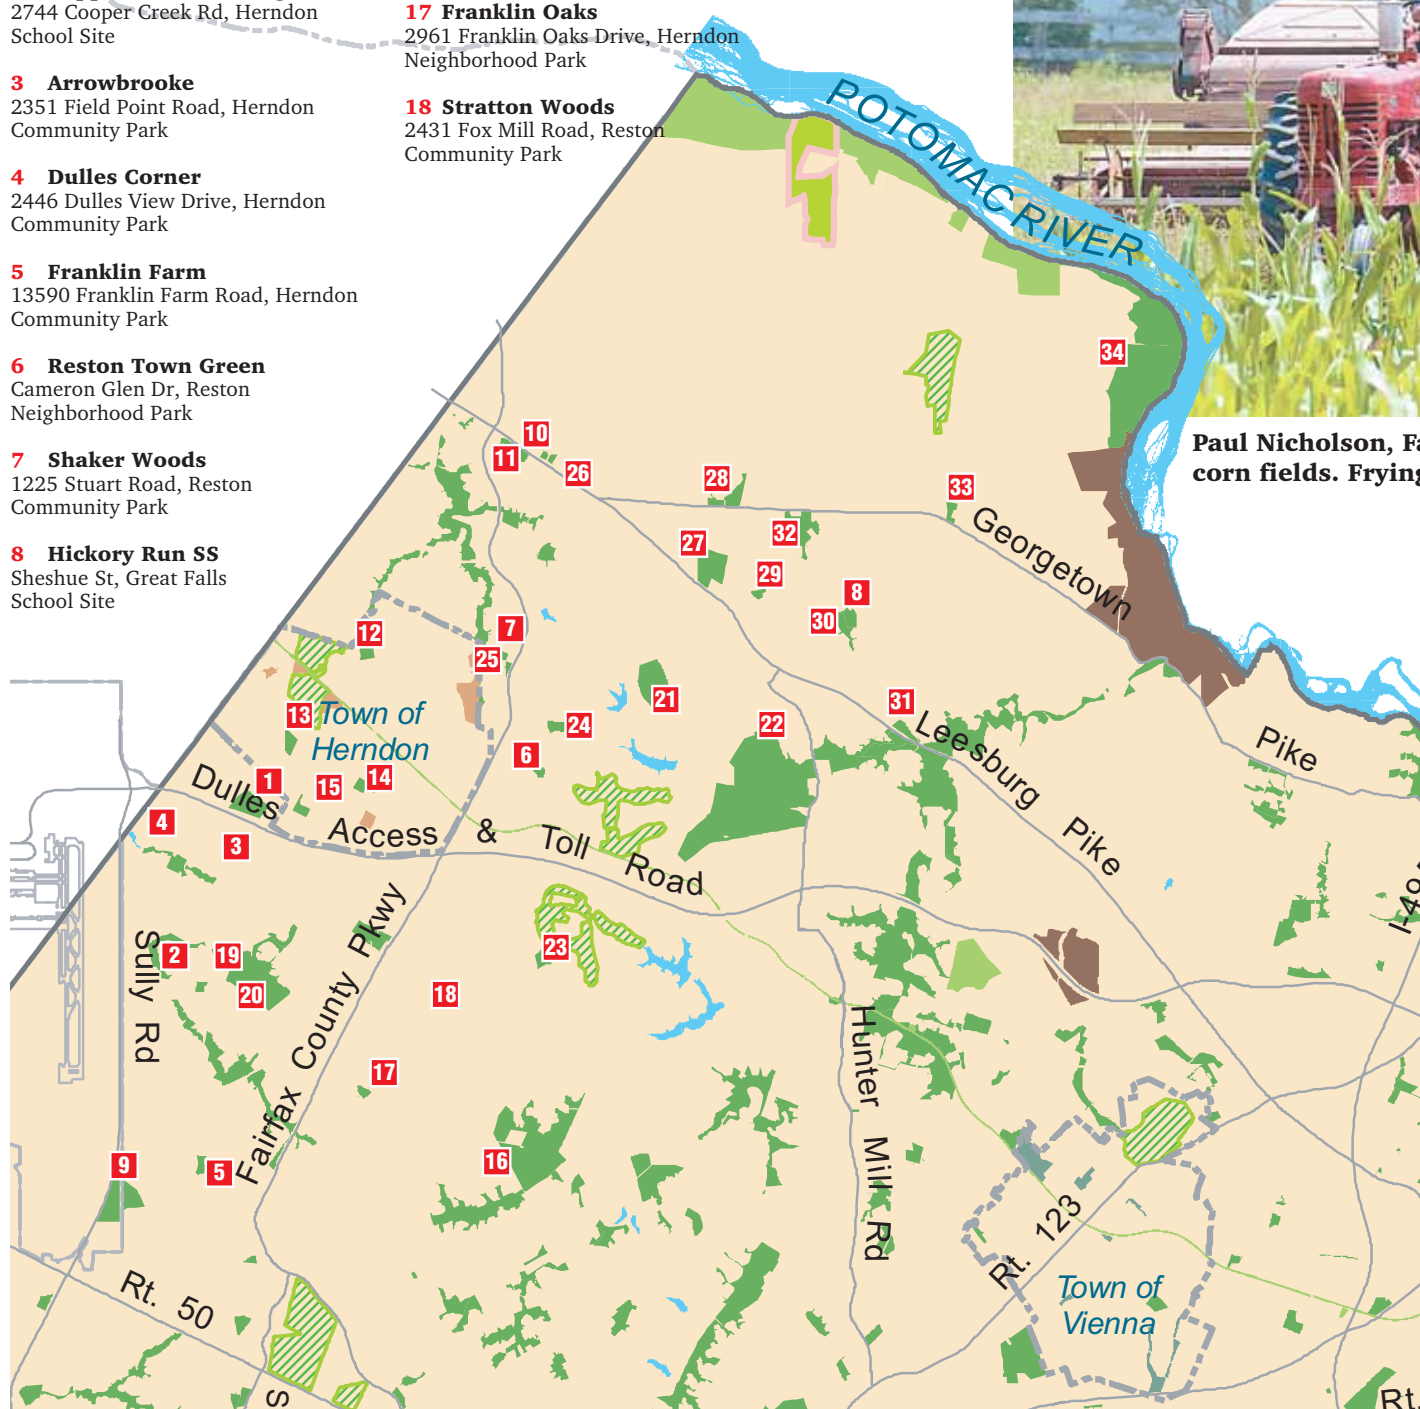 2744 Cooper Creek Rd, Herndon
School Site
3 Arrowbrooke
2351 Field Point Road, Herndon
Community Park
4 Dulles Corner
2446 Dulles View Drive, Herndon
Community Park
5 Franklin Farm
13590 Franklin Farm Road, Herndon
Community Park
6 Reston Town Green
Cameron Glen Dr, Reston
Neighborhood Park
7 Shaker Woods
1225 Stuart Road, Reston
Community Park
8 Hickory Run SS
Sheshue St, Great Falls
School Site
17 Franklin Oaks
2961 Franklin Oaks Drive, Herndon
Neighborhood Park
18 Stratton Woods
2431 Fox Mill Road, Reston
Community Park
POTOMAC RIVER
34
Paul Nicholson, Fa
corn fields. Frying
10
11
26
28
33
27
32
29
8
30
Georgetown
Pike
12
7
25
13
Town of
Herndon
21
24
22
31
6
Leesburg
Pike
1
15
14
4
3
Dulles
Access & Toll Road
2
19
20
18
17
23
Sully Rd
Fairfax County Pkwy
Hunter Mill Rd
I-49
9
5
16
Rt. 123
Town of
Vienna
Rt. 50
S
Rt.